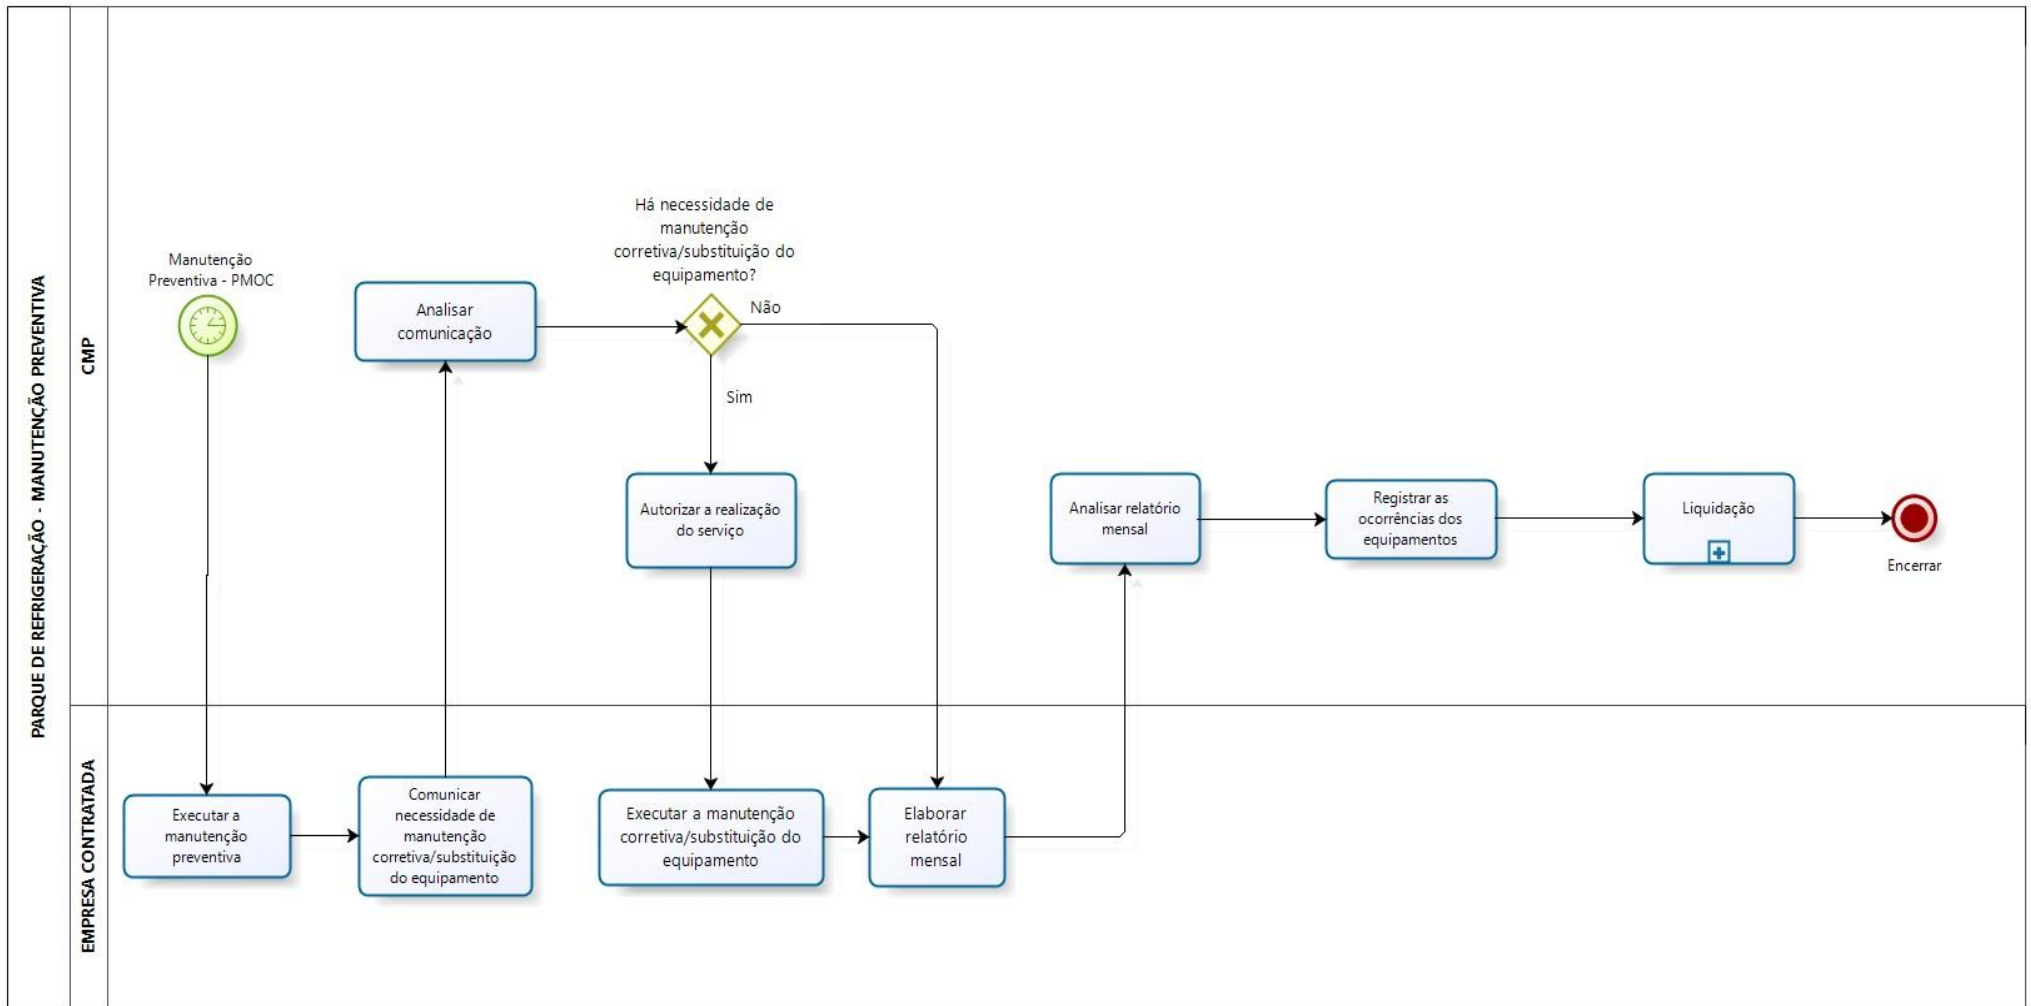 PARQUE DE REFRIGERAÇÃO - MANUTENÇÃO PREVENTIVA
CMP
Manutenção
Preventiva - PMOC
Analisar
comunicação
Há necessidade de
manutenção
corretiva/substituição do
equipamento?
Não
Sim
Autorizar a realização
do serviço
Analisar relatório
mensal
Registrar as
ocorrências dos
equipamentos
Liquidação
Encerrar
EMPRESA CONTRATADA
Executar a
manutenção
preventiva
Comunicar
necessidade de
manutenção
corretiva/substituição
do equipamento
Executar a manutenção
corretiva/substituição do
equipamento
Elaborar
relatório
mensal